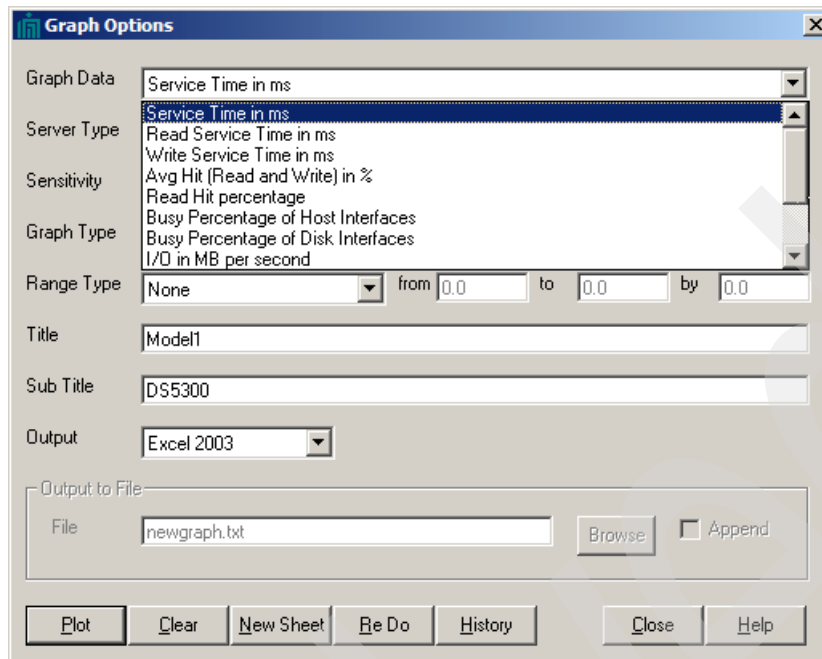 Graph Options
Graph Data Service Time in ms
Service Time in ms
Server Type Read Service Time in ms
Write Service Time in ms
Sensitivity Avg Hit (Read and Write) in %
Read Hit percentage
Graph Type Busy Percentage of Host Interfaces
Busy Percentage of Disk Interfaces
I/O in MB per second
Range Type None from 0.0 to 0.0 by 0.0
Title Model1
Sub Title DS5300
Output Excel 2003
Output to File
File newgraph.txt Browse Append
Plot Clear New Sheet Re Do History Close Help